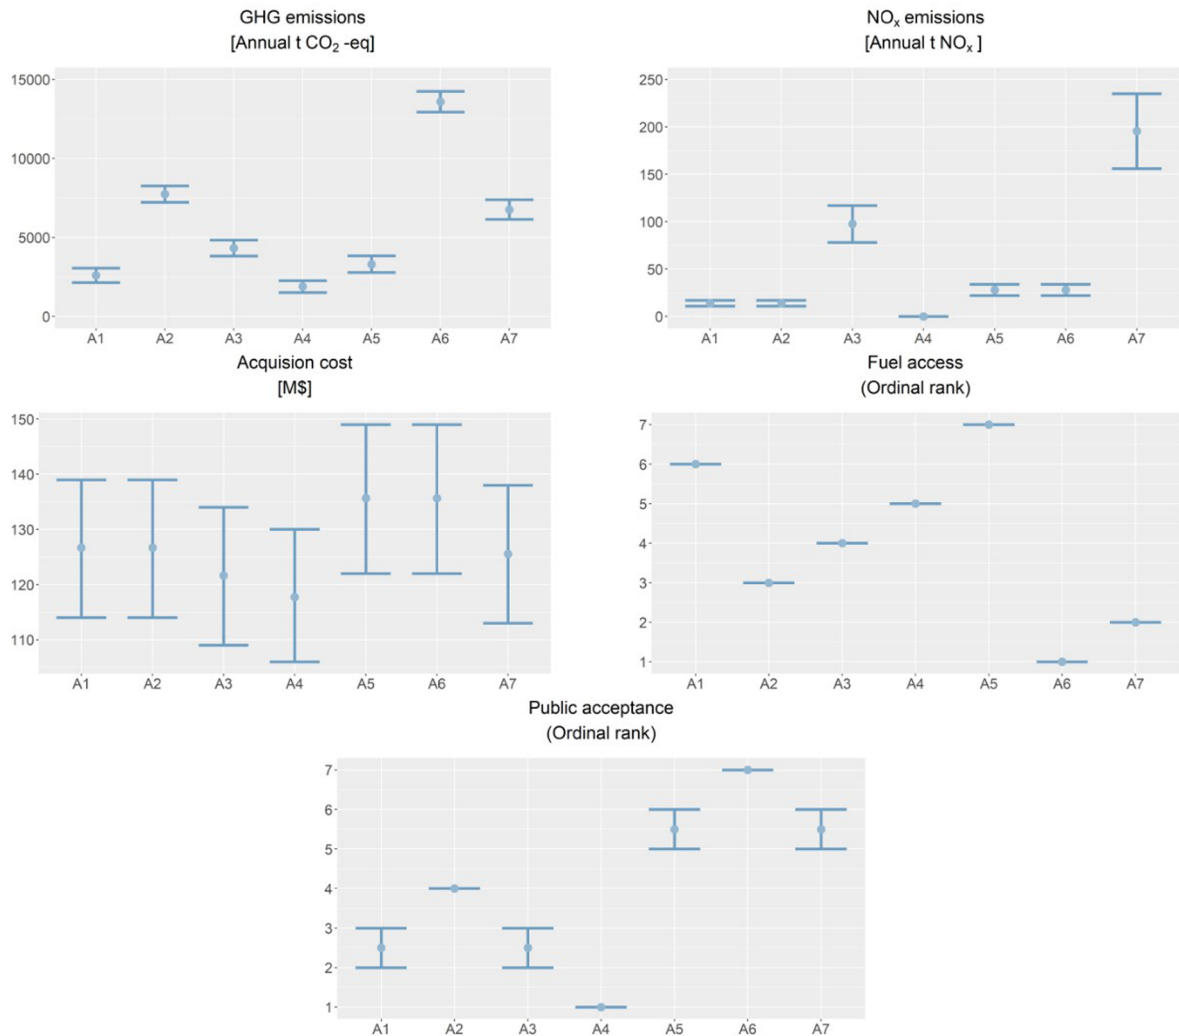 GHG emissions
[Annual t CO₂ -eq]
15000
10000
5000
0
A1 A2 A3 A4 A5 A6 A7
NOₓ emissions
[Annual t NOₓ ]
250
200
150
100
50
0
A1 A2 A3 A4 A5 A6 A7
Acquision cost
[M$]
150
140
130
120
110
A1 A2 A3 A4 A5 A6 A7
Fuel access
(Ordinal rank)
7
6
5
4
3
2
1
A1 A2 A3 A4 A5 A6 A7
Public acceptance
(Ordinal rank)
7
6
5
4
3
2
1
A1 A2 A3 A4 A5 A6 A7